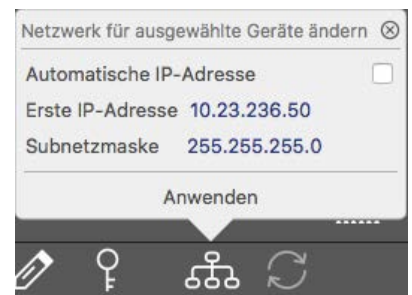 Netzwerk für ausgewählte Geräte ändern
Automatische IP-Adresse
Erste IP-Adresse 10.23.236.50
Subnetzmaske 255.255.255.0
Anwenden